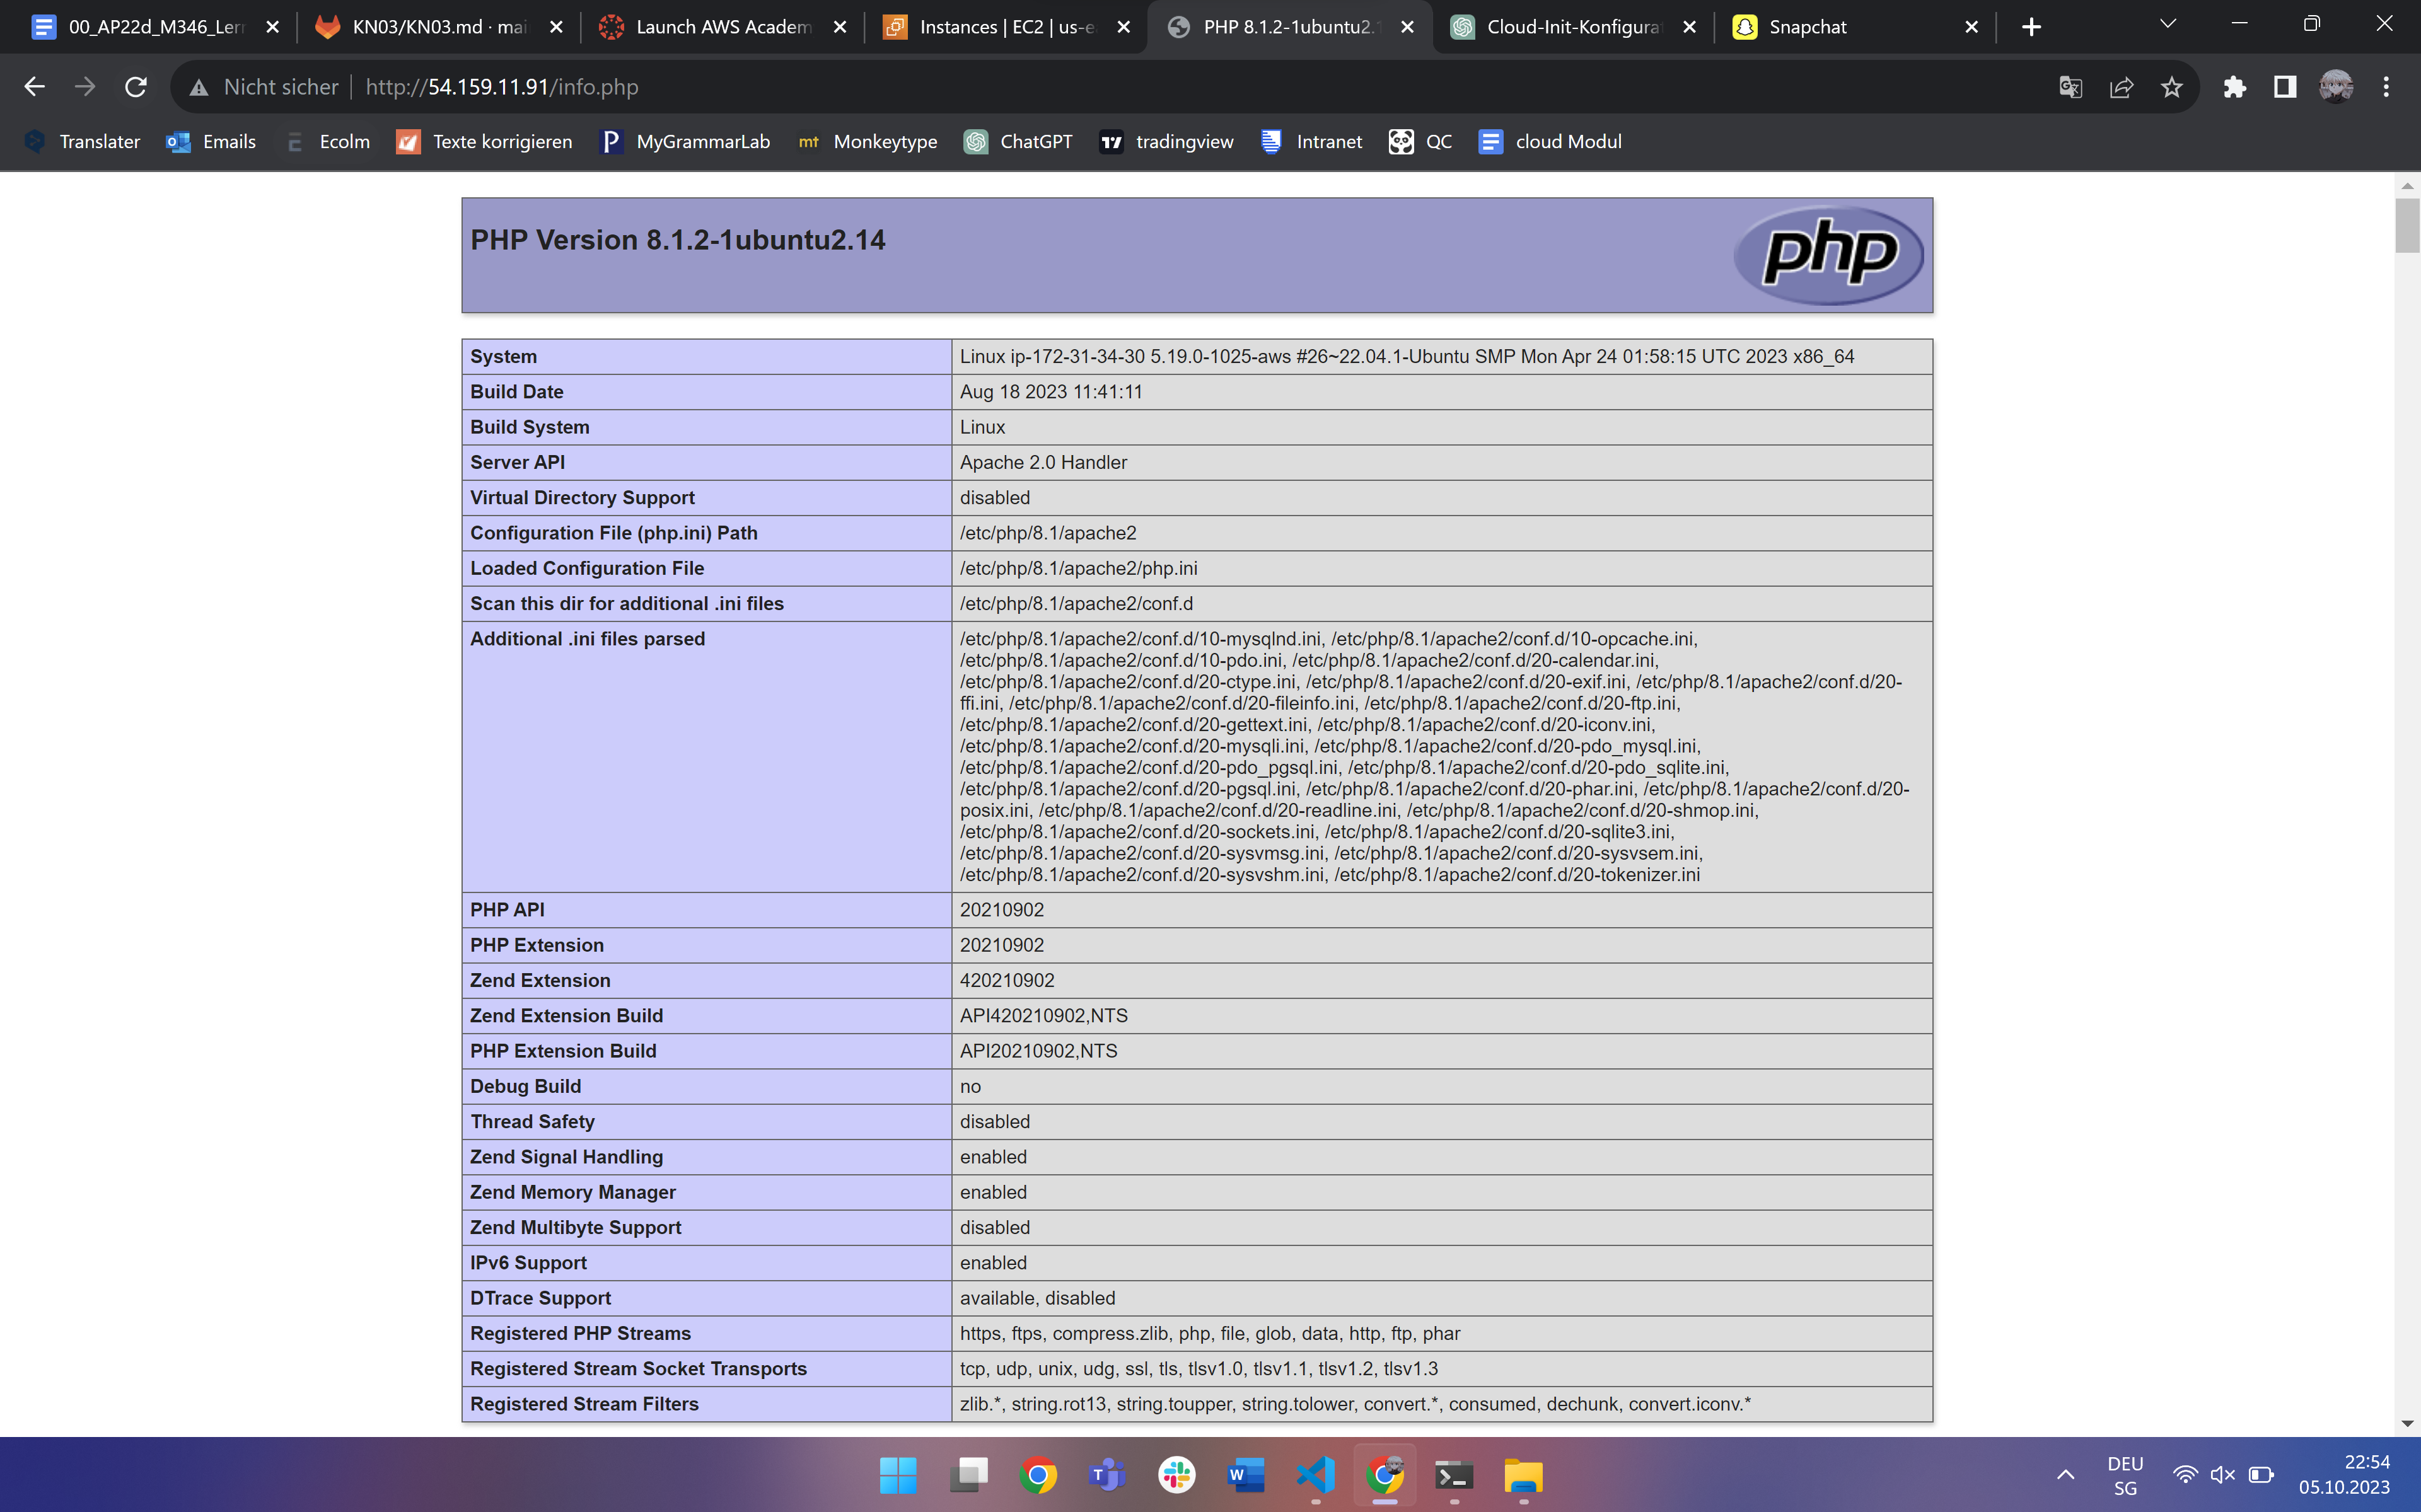 00_AP22d_M346_Lerr
KN03/KN03.md · mai
Launch AWS Academ
Instances | EC2 | us-ea
PHP 8.1.2-1ubuntu2.1
Cloud-Init-Konfigurat
Snapchat
Nicht sicher
http://54.159.11.91/info.php
Translater
Emails
Ecolm
Texte korrigieren
MyGrammarLab
mt Monkeytype
ChatGPT
tradingview
Intranet
QC
cloud Modul
PHP Version 8.1.2-1ubuntu2.14
php
System Linux ip-172-31-34-30 5.19.0-1025-aws #26~22.04.1-Ubuntu SMP Mon Apr 24 01:58:15 UTC 2023 x86_64
Build Date Aug 18 2023 11:41:11
Build System Linux
Server API Apache 2.0 Handler
Virtual Directory Support disabled
Configuration File (php.ini) Path /etc/php/8.1/apache2
Loaded Configuration File /etc/php/8.1/apache2/php.ini
Scan this dir for additional .ini files /etc/php/8.1/apache2/conf.d
Additional .ini files parsed /etc/php/8.1/apache2/conf.d/10-mysqlnd.ini, /etc/php/8.1/apache2/conf.d/10-opcache.ini,
/etc/php/8.1/apache2/conf.d/10-pdo.ini, /etc/php/8.1/apache2/conf.d/20-calendar.ini,
/etc/php/8.1/apache2/conf.d/20-ctype.ini, /etc/php/8.1/apache2/conf.d/20-exif.ini, /etc/php/8.1/apache2/conf.d/20-
ffi.ini, /etc/php/8.1/apache2/conf.d/20-fileinfo.ini, /etc/php/8.1/apache2/conf.d/20-ftp.ini,
/etc/php/8.1/apache2/conf.d/20-gettext.ini, /etc/php/8.1/apache2/conf.d/20-iconv.ini,
/etc/php/8.1/apache2/conf.d/20-mysqli.ini, /etc/php/8.1/apache2/conf.d/20-pdo_mysql.ini,
/etc/php/8.1/apache2/conf.d/20-pdo_pgsql.ini, /etc/php/8.1/apache2/conf.d/20-pdo_sqlite.ini,
/etc/php/8.1/apache2/conf.d/20-pgsql.ini, /etc/php/8.1/apache2/conf.d/20-phar.ini, /etc/php/8.1/apache2/conf.d/20-
posix.ini, /etc/php/8.1/apache2/conf.d/20-readline.ini, /etc/php/8.1/apache2/conf.d/20-shmop.ini,
/etc/php/8.1/apache2/conf.d/20-sockets.ini, /etc/php/8.1/apache2/conf.d/20-sqlite3.ini,
/etc/php/8.1/apache2/conf.d/20-sysvmsg.ini, /etc/php/8.1/apache2/conf.d/20-sysvsem.ini,
/etc/php/8.1/apache2/conf.d/20-sysvshm.ini, /etc/php/8.1/apache2/conf.d/20-tokenizer.ini
PHP API 20210902
PHP Extension 20210902
Zend Extension 420210902
Zend Extension Build API420210902,NTS
PHP Extension Build API20210902,NTS
Debug Build no
Thread Safety disabled
Zend Signal Handling enabled
Zend Memory Manager enabled
Zend Multibyte Support disabled
IPv6 Support enabled
DTrace Support available, disabled
Registered PHP Streams https, ftps, compress.zlib, php, file, glob, data, http, ftp, phar
Registered Stream Socket Transports tcp, udp, unix, udg, ssl, tls, tlsv1.0, tlsv1.1, tlsv1.2, tlsv1.3
Registered Stream Filters zlib.*, string.rot13, string.toupper, string.tolower, convert.*, consumed, dechunk, convert.iconv.*
DEU
SG
22:54
05.10.2023